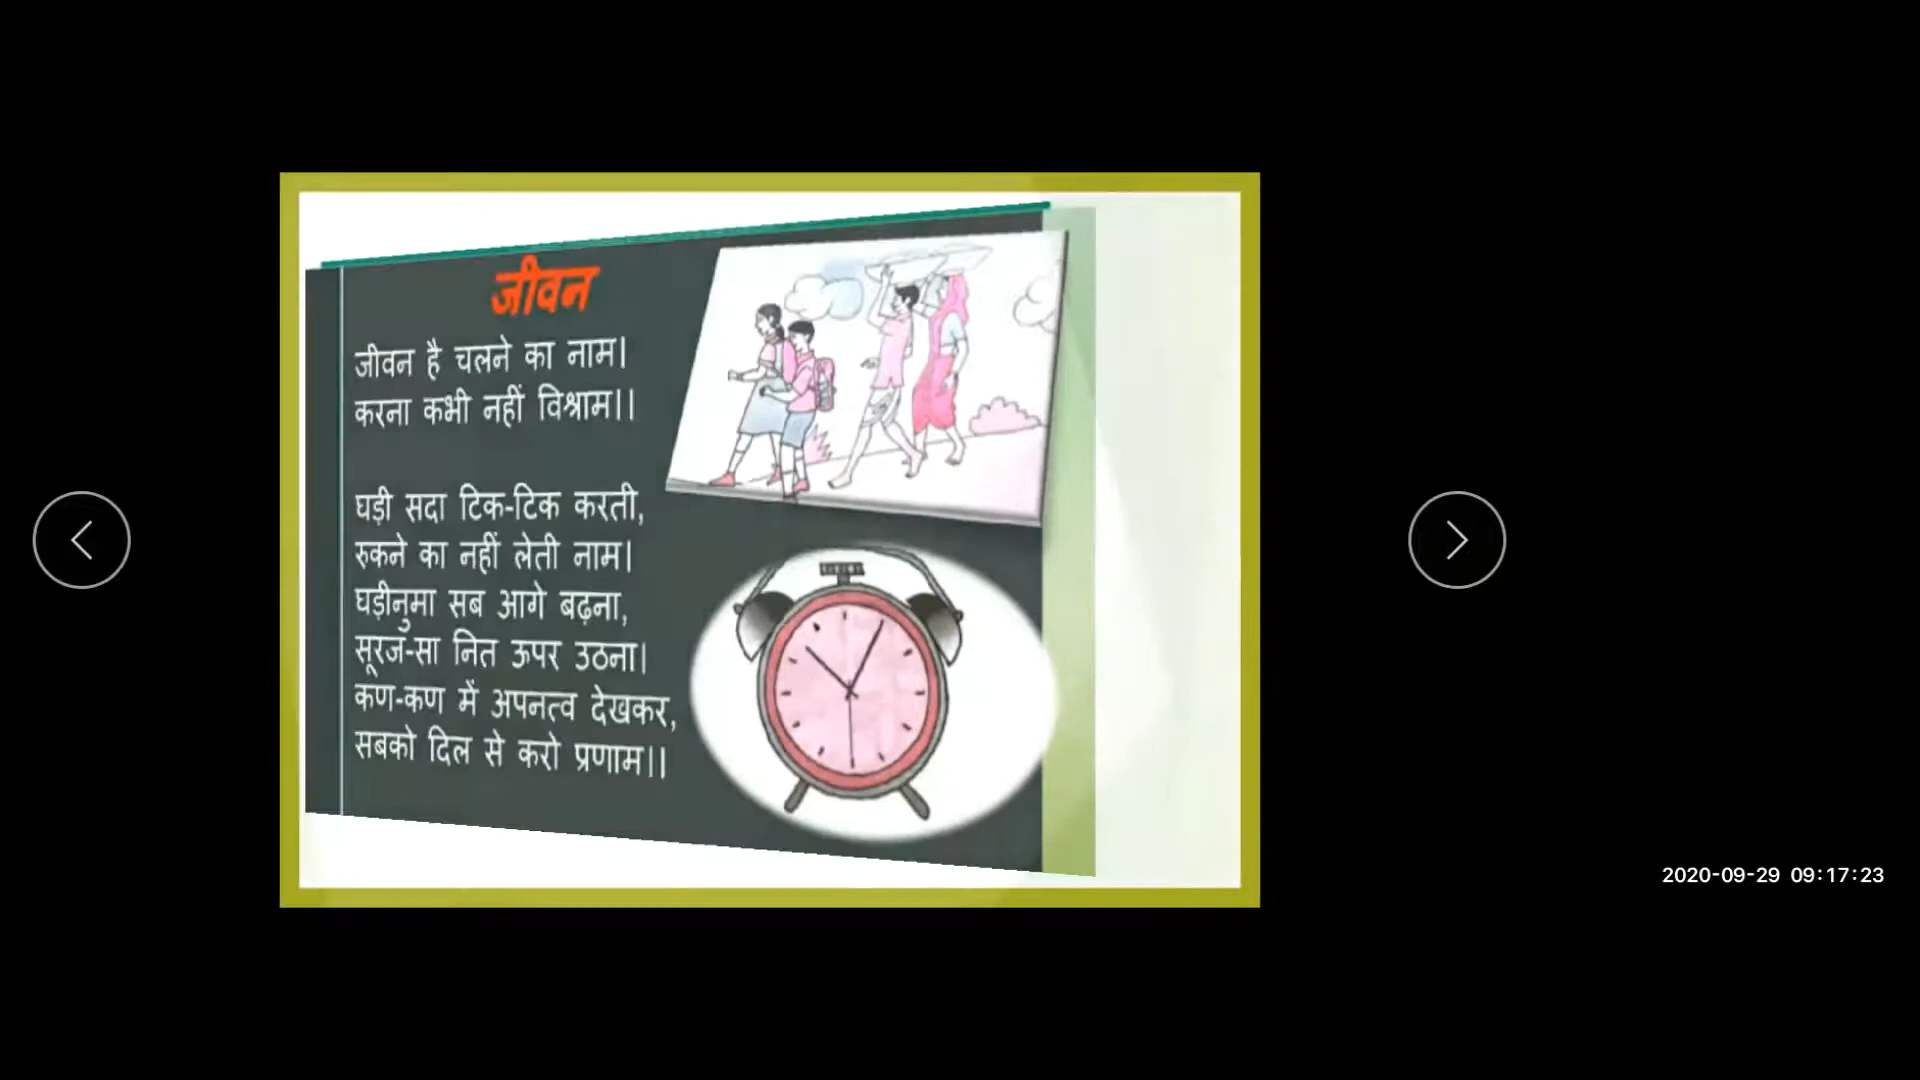 जीवन
जीवन है चलने का नाम।
करना कभी नहीं विश्राम।।
घड़ी सदा टिक-टिक करती,
रुकने का नहीं लेती नाम।
घड़ीनुमा सब आगे बढ़ना,
सूरज-सा नित ऊपर उठना।
कण-कण में अपनत्व देखकर,
सबको दिल से करो प्रणाम।।
2020-09-29 09:17:23